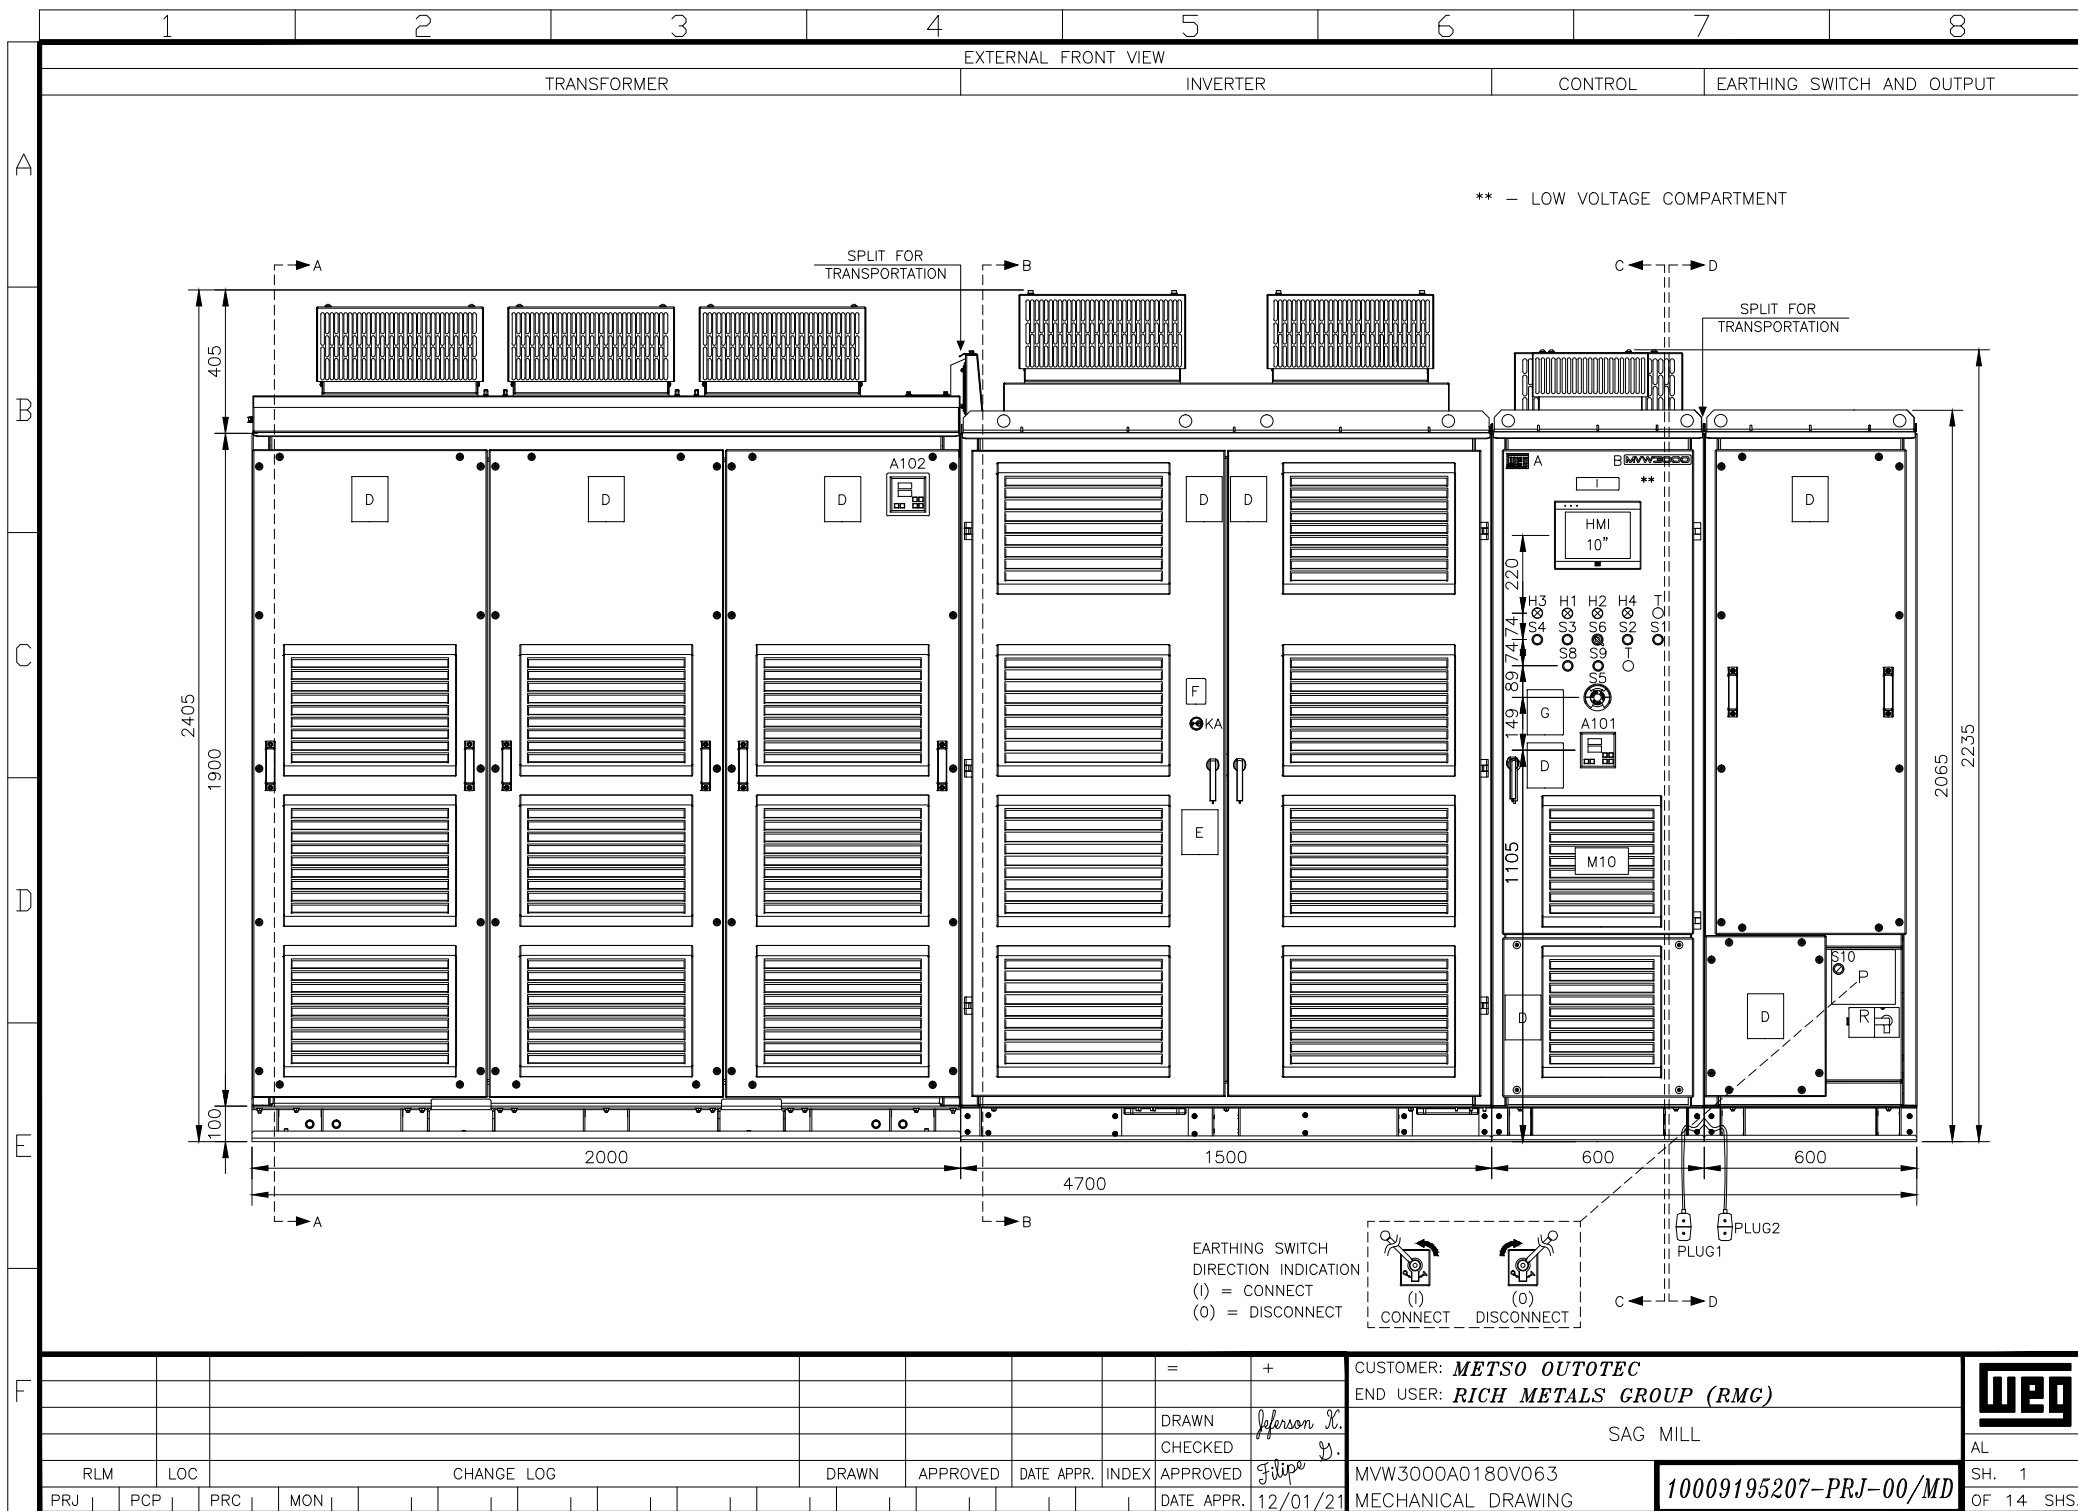 1 2 3 4 5 6 7 8
EXTERNAL FRONT VIEW
TRANSFORMER INVERTER CONTROL EARTHING SWITCH AND OUTPUT
A
** – LOW VOLTAGE COMPARTMENT
SPLIT FOR
TRANSPORTATION
A
B
C
D
SPLIT FOR
TRANSPORTATION
B
405
2405
1900
100
2235
2065
A102
D
D
D
D
D
D
weg A
B MVW3000
**
I
HMI
10"
220
H3 H1 H2 H4 T
74
S4 S3 S6 S2 S1
74
S8 S9 T
89
S5
149
G
A101
D
F
KA
E
1105
M10
C
D
S10
P
D
D
R
E
2000 1500 600 600
4700
A
B
PLUG1
PLUG2
EARTHING SWITCH
DIRECTION INDICATION
(I) = CONNECT
(0) = DISCONNECT
(I)
CONNECT
(0)
DISCONNECT
C
D
F
= +
CUSTOMER: METSO OUTOTEC
END USER: RICH METALS GROUP (RMG)
weg
DRAWN Jeferson K.
SAG MILL
CHECKED G.
AL
RLM LOC CHANGE LOG DRAWN APPROVED DATE APPR. INDEX APPROVED Filipe
MVW3000A0180V063
10009195207-PRJ-00/MD
SH. 1
PRJ PCP PRC MON DATE APPR. 12/01/21
MECHANICAL DRAWING
OF 14 SHS.